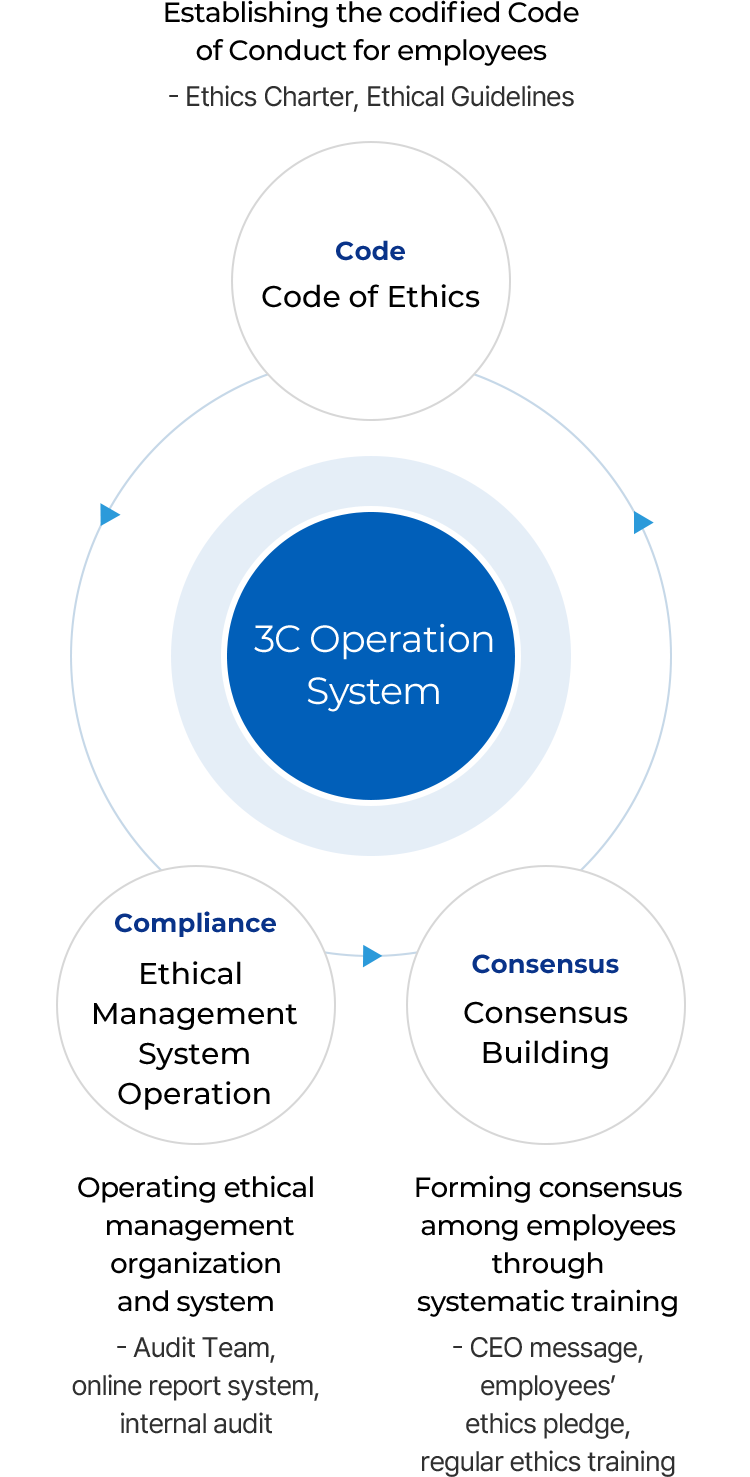 Establishing the codified Code
of Conduct for employees
- Ethics Charter, Ethical Guidelines
Code
Code of Ethics
3C Operation
System
Compliance
Ethical
Management
System
Operation
Operating ethical
management
organization
and system
- Audit Team,
online report system,
internal audit
Consensus
Consensus
Building
Forming consensus
among employees
through
systematic training
- CEO message,
employees’
ethics pledge,
regular ethics training